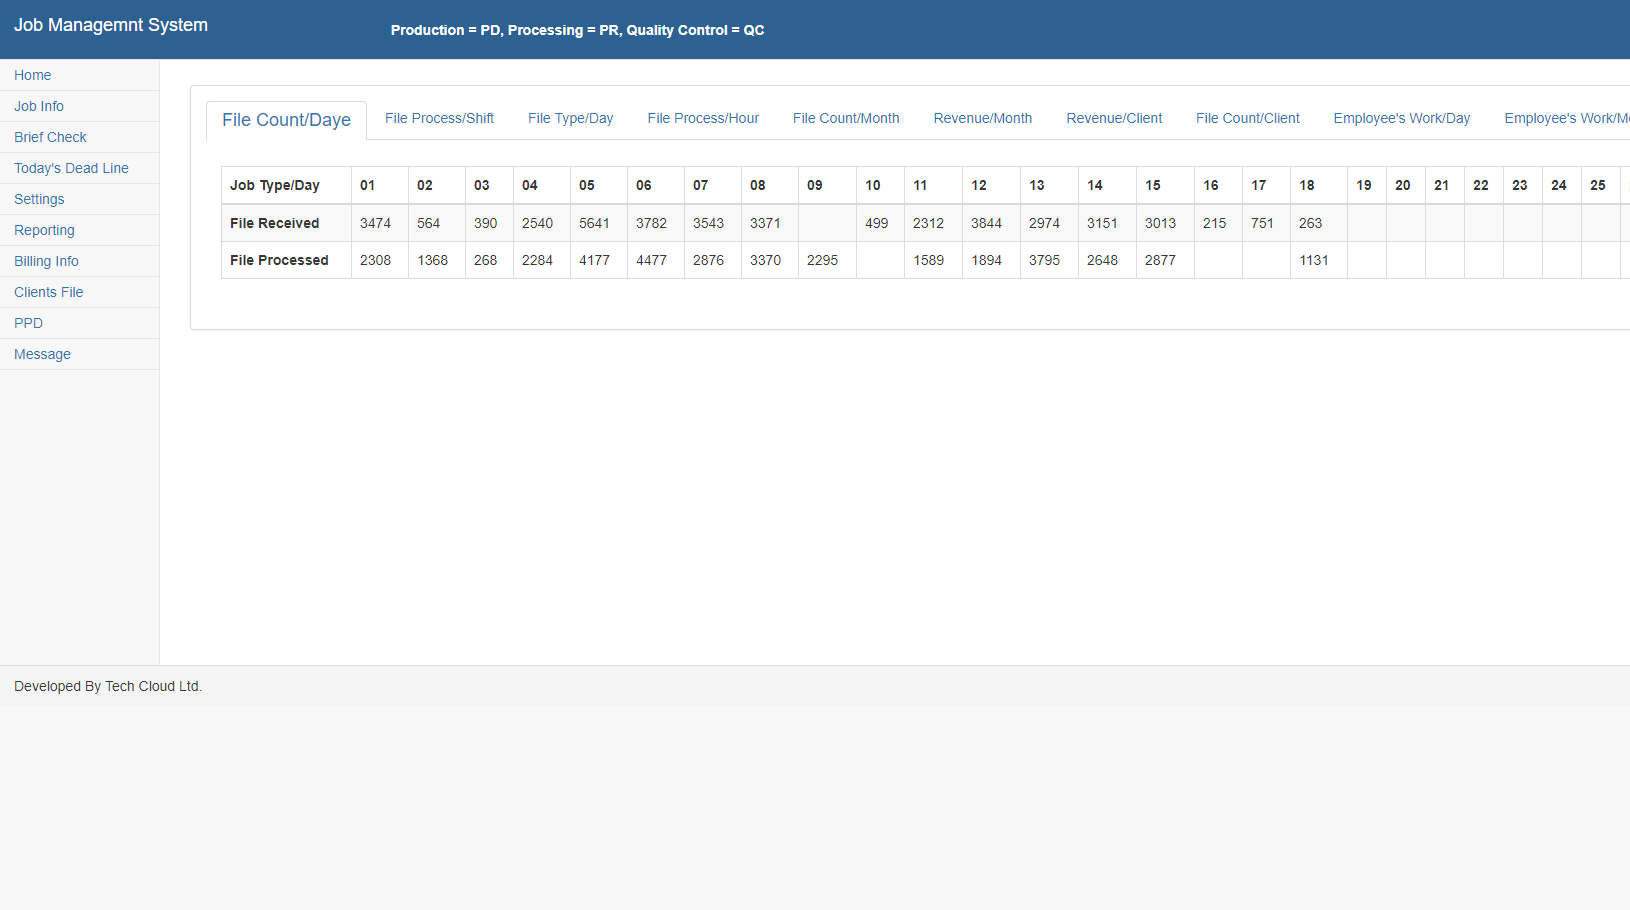 Job Managemnt System
Production = PD, Processing = PR, Quality Control = QC
Home
Job Info
Brief Check
Today's Dead Line
Settings
Reporting
Billing Info
Clients File
PPD
Message
File Count/Daye File Process/Shift File Type/Day File Process/Hour File Count/Month Revenue/Month Revenue/Client File Count/Client Employee's Work/Day Employee's Work/M
Job Type/Day 01 02 03 04 05 06 07 08 09 10 11 12 13 14 15 16 17 18 19 20 21 22 23 24 25
File Received 3474 564 390 2540 5641 3782 3543 3371 499 2312 3844 2974 3151 3013 215 751 263
File Processed 2308 1368 268 2284 4177 4477 2876 3370 2295 1589 1894 3795 2648 2877 1131
Developed By Tech Cloud Ltd.